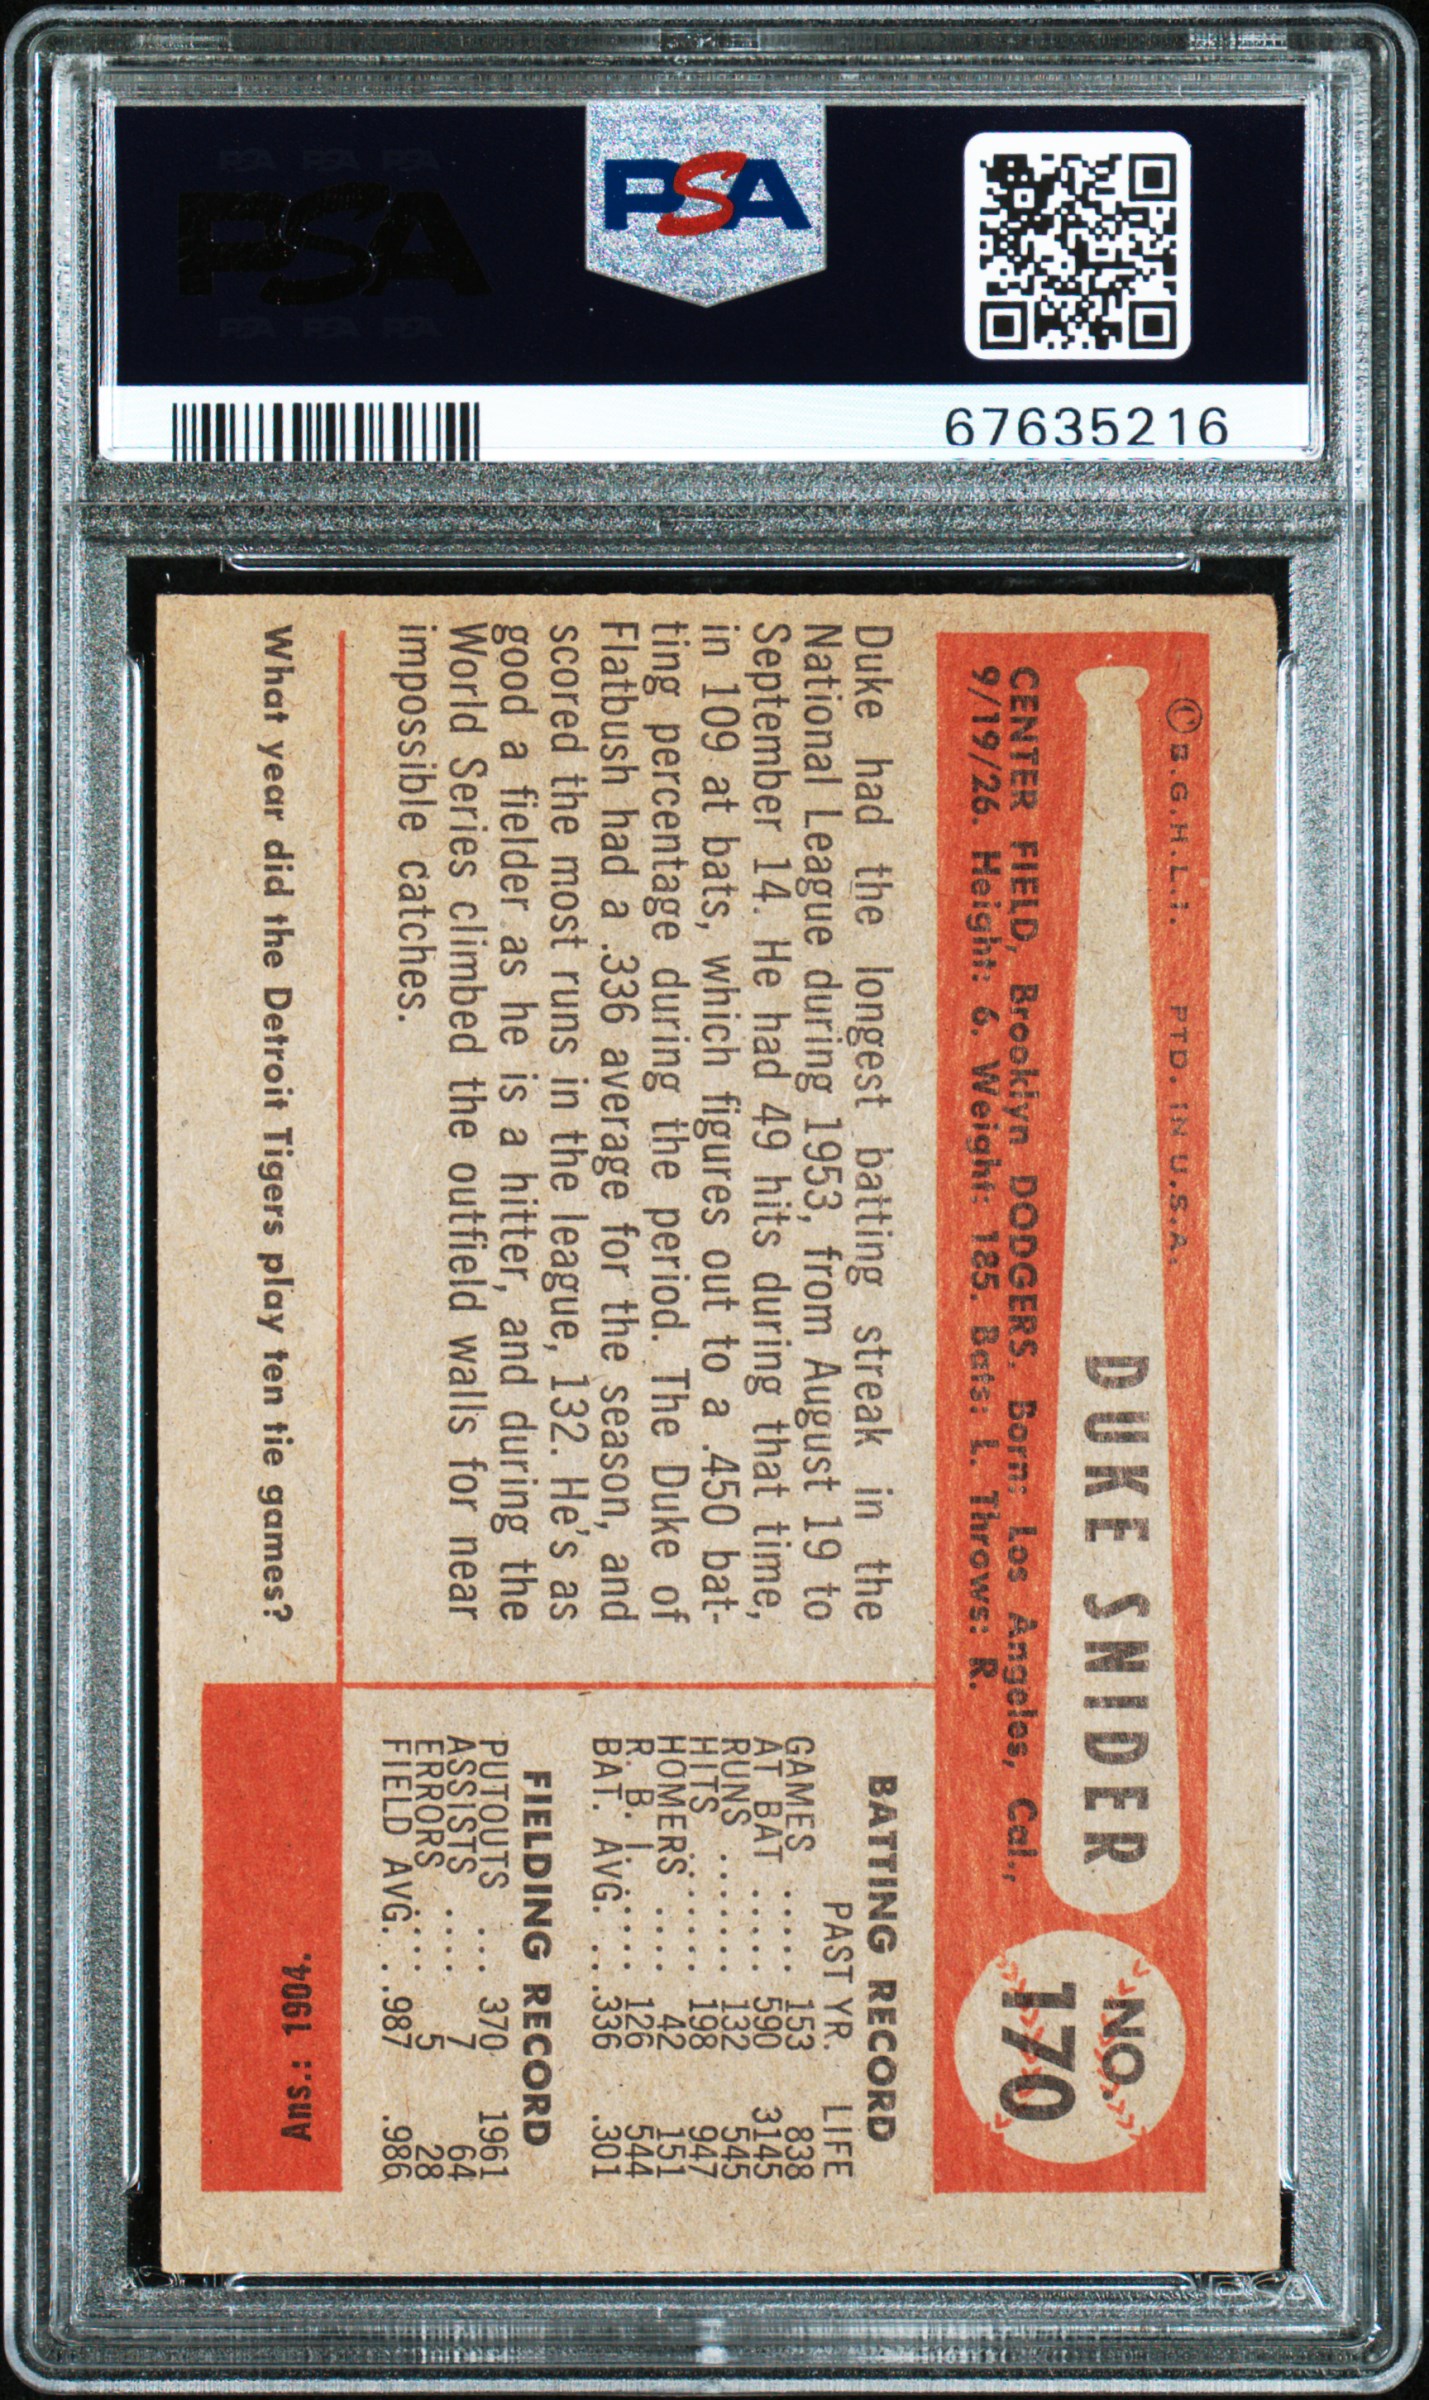 PSA PSA PSA
PSA
PSA PSA PSA
PSA
67635216
© B.G.H.L.I. PTD. IN U.S.A.
DUKE SNIDER
NO.
170
CENTER FIELD, Brooklyn DODGERS. Born: Los Angeles, Cal.,
9/19/26. Height: 6. Weight: 185. Bats: L. Throws: R.
Duke had the longest batting streak in the
National League during 1953, from August 19 to
September 14. He had 49 hits during that time,
in 109 at bats, which figures out to a .450 bat-
ting percentage during the period. The Duke of
Flatbush had a .336 average for the season, and
scored the most runs in the league, 132. He's as
good a fielder as he is a hitter, and during the
World Series climbed the outfield walls for near
impossible catches.
BATTING RECORD
PAST YR. LIFE
GAMES ..... 153 838
AT BAT ..... 590 3145
RUNS ....... 132 545
HITS ....... 198 947
HOMERS .... 42 151
R. B. I. .... 126 544
BAT. AVG. .. .336 .301
FIELDING RECORD
PUTOUTS ... 370 1961
ASSISTS .... 7 64
ERRORS .... 5 28
FIELD AVG. . .987 .986
What year did the Detroit Tigers play ten tie games?
Ans.: 1904.
PSA